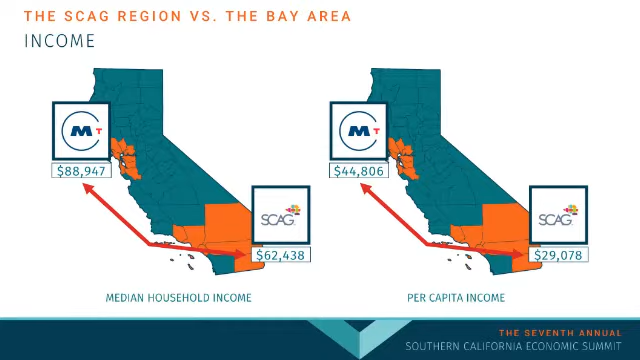 THE SCAG REGION VS. THE BAY AREA
INCOME
M T
$88,947
SCAG
$62,438
MEDIAN HOUSEHOLD INCOME
M T
$44,806
SCAG
$29,078
PER CAPITA INCOME
THE SEVENTH ANNUAL
SOUTHERN CALIFORNIA ECONOMIC SUMMIT